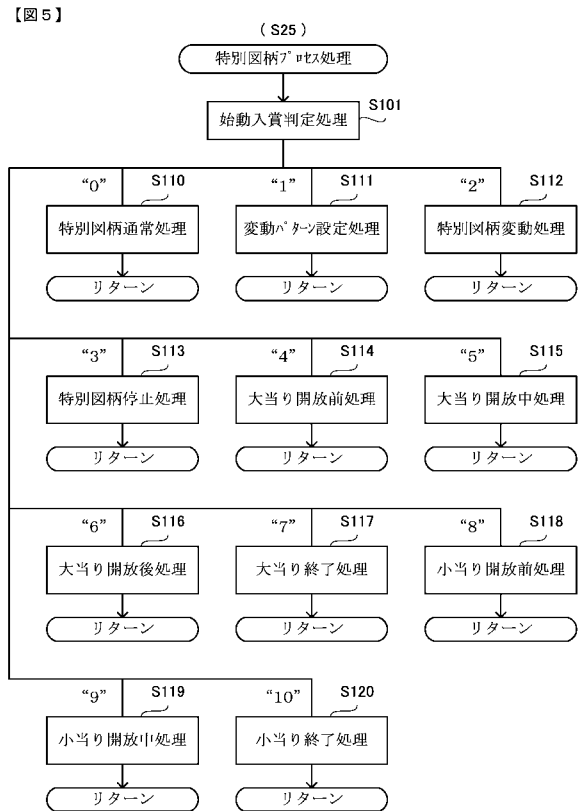 【図５】
(S25)
特別図柄ﾌﾟﾛｾｽ処理
始動入賞判定処理
S101
“0”
S110
“1”
S111
“2”
S112
特別図柄通常処理
変動ﾊﾟﾀｰﾝ設定処理
特別図柄変動処理
リターン
リターン
リターン
“3”
S113
“4”
S114
“5”
S115
特別図柄停止処理
大当り開放前処理
大当り開放中処理
リターン
リターン
リターン
“6”
S116
“7”
S117
“8”
S118
大当り開放後処理
大当り終了処理
小当り開放前処理
リターン
リターン
リターン
“9”
S119
“10”
S120
小当り開放中処理
小当り終了処理
リターン
リターン